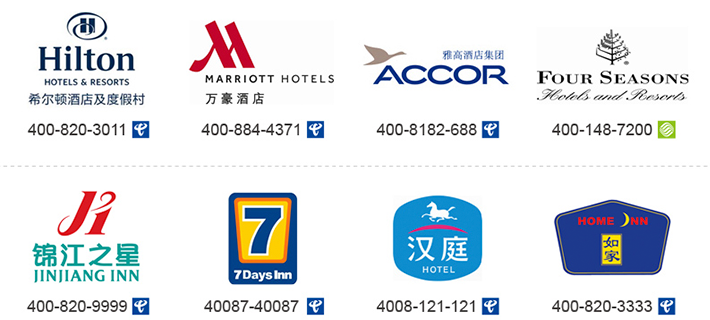 Hilton
HOTELS & RESORTS
希尔顿酒店及度假村
400-820-3011
MARRIOTT HOTELS
万豪酒店
400-884-4371
雅高酒店集团
ACCOR
400-8182-688
FOUR SEASONS
Hotels and Resorts
400-148-7200
锦江之星
JINJIANG INN
400-820-9999
7
7DaysInn
40087-40087
汉庭
HOTEL
4008-121-121
HOME INN
如家
400-820-3333